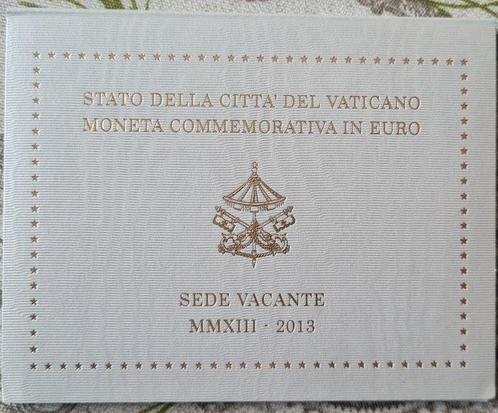 STATO DELLA CITTA' DEL VATICANO
MONETA COMMEMORATIVA IN EURO
SEDE VACANTE
MMXIII · 2013